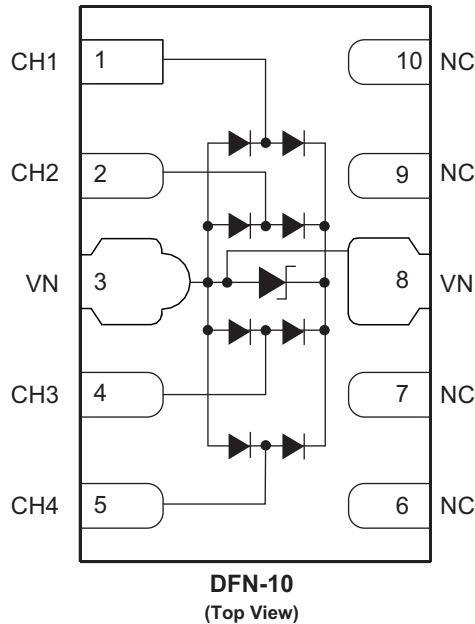 CH1 1 10 NC
CH2 2 9 NC
VN 3 8 VN
CH3 4 7 NC
CH4 5 6 NC
DFN-10
(Top View)